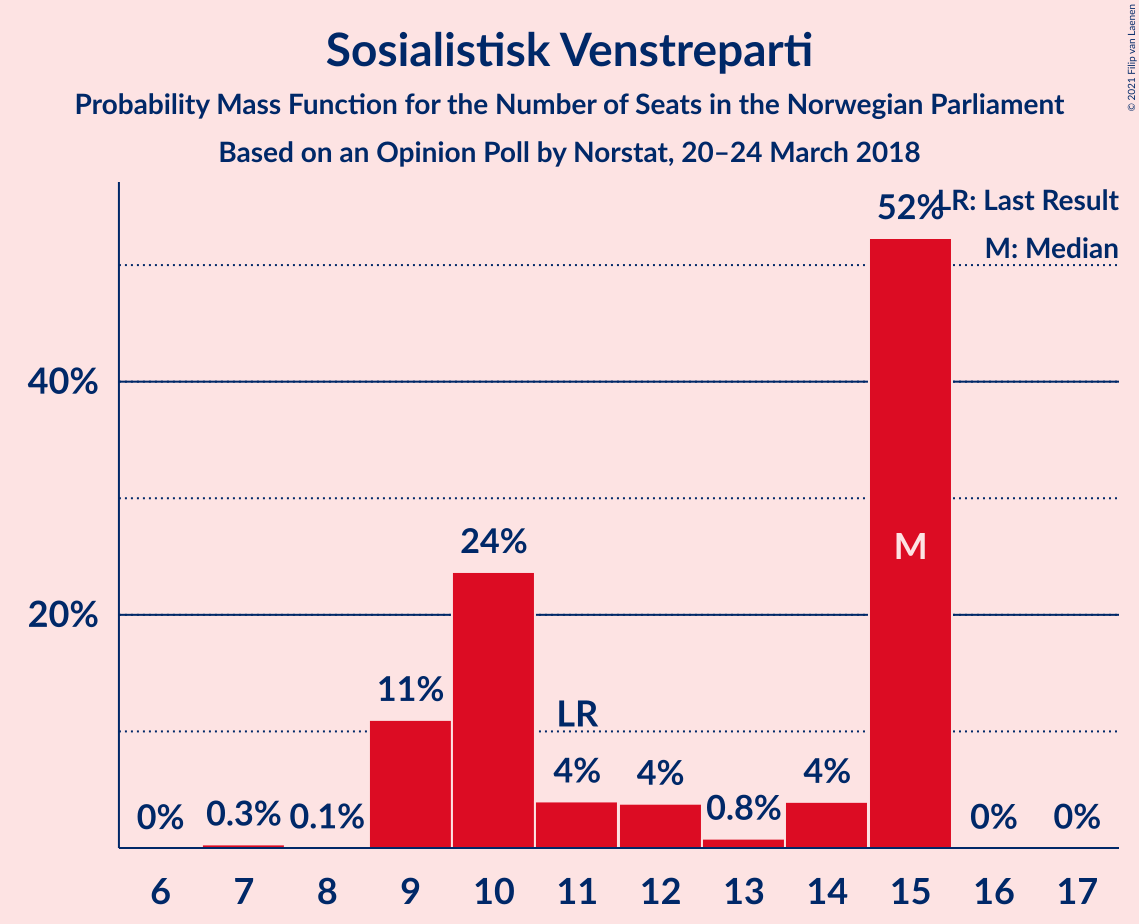 Sosialistisk Venstreparti
Probability Mass Function for the Number of Seats in the Norwegian Parliament
Based on an Opinion Poll by Norstat, 20–24 March 2018
© 2021 Filip van Laenen
LR: Last Result
M: Median
52%
40%
20%
24%
11%
LR
4%
4%
4%
0%
0.3%
0.1%
0.8%
0%
0%
M
6 7 8 9 10 11 12 13 14 15 16 17